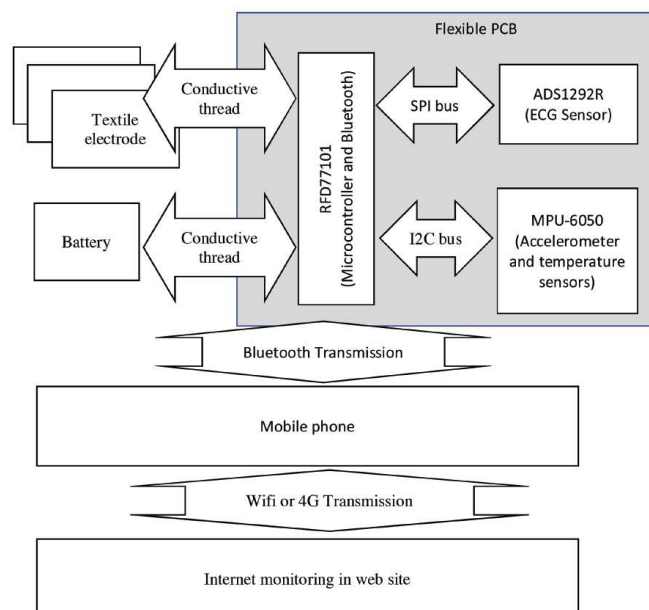 Flexible PCB
Textile
electrode
Conductive
thread
RFD77101
(Microcontroller and Bluetooth)
SPI bus
ADS1292R
(ECG Sensor)
Battery
Conductive
thread
I2C bus
MPU-6050
(Accelerometer
and temperature
sensors)
Bluetooth Transmission
Mobile phone
Wifi or 4G Transmission
Internet monitoring in web site